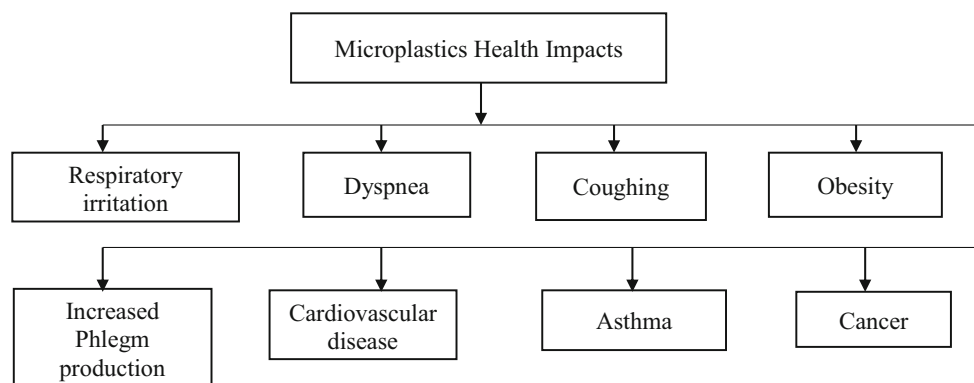 Microplastics Health Impacts
Respiratory
irritation
Dyspnea
Coughing
Obesity
Increased
Phlegm
production
Cardiovascular
disease
Asthma
Cancer